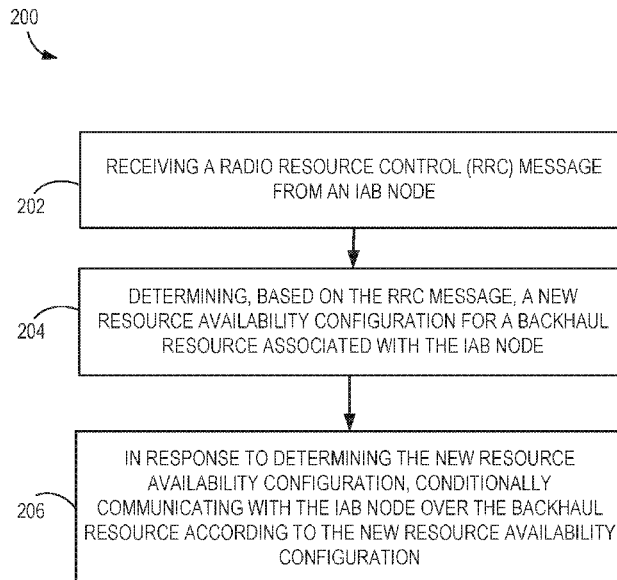 200
RECEIVING A RADIO RESOURCE CONTROL (RRC) MESSAGE
FROM AN IAB NODE
202
DETERMINING, BASED ON THE RRC MESSAGE, A NEW
RESOURCE AVAILABILITY CONFIGURATION FOR A BACKHAUL
RESOURCE ASSOCIATED WITH THE IAB NODE
204
IN RESPONSE TO DETERMINING THE NEW RESOURCE
AVAILABILITY CONFIGURATION, CONDITIONALLY
COMMUNICATING WITH THE IAB NODE OVER THE BACKHAUL
RESOURCE ACCORDING TO THE NEW RESOURCE AVAILABILITY
CONFIGURATION
206